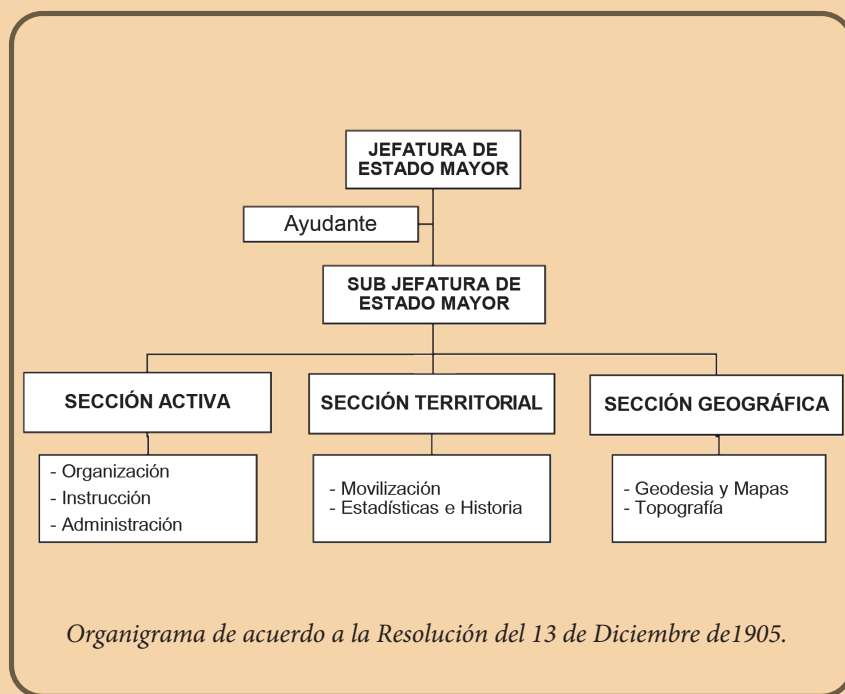 JEFATURA DE
ESTADO MAYOR
Ayudante
SUB JEFATURA DE
ESTADO MAYOR
SECCIÓN ACTIVA
- Organización
- Instrucción
- Administración
SECCIÓN TERRITORIAL
- Movilización
- Estadísticas e Historia
SECCIÓN GEOGRÁFICA
- Geodesia y Mapas
- Topografía
Organigrama de acuerdo a la Resolución del 13 de Diciembre de1905.